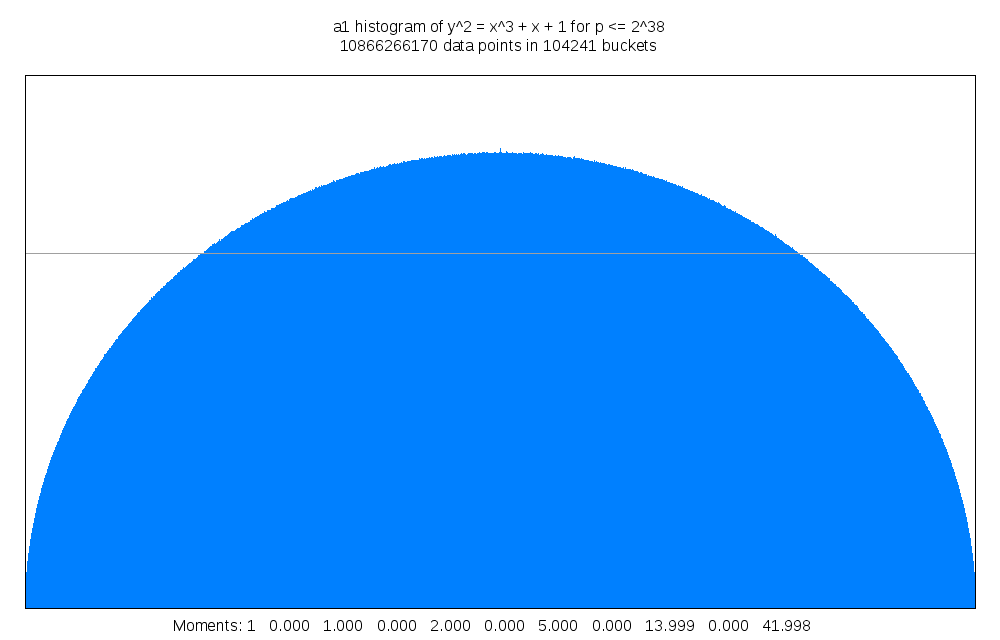 a1 histogram of y^2 = x^3 + x + 1 for p <= 2^38
10866266170 data points in 104241 buckets
Moments: 1 0.000 1.000 0.000 2.000 0.000 5.000 0.000 13.999 0.000 41.998